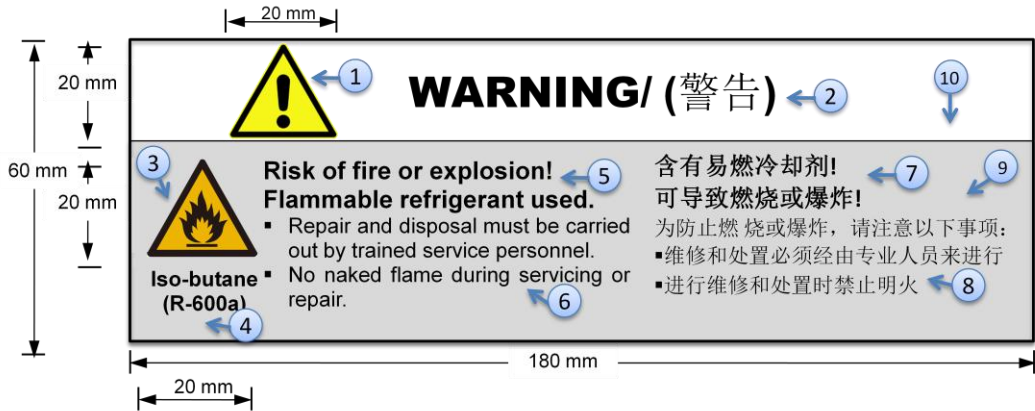 20 mm
1
WARNING/ (警告)
2
10
20 mm
60 mm
3
Risk of fire or explosion!
5
Flammable refrigerant used.
▪ Repair and disposal must be carried
out by trained service personnel.
▪ No naked flame during servicing or
repair.
6
20 mm
Iso-butane
(R-600a)
4
含有易燃冷却剂!
7
9
可导致燃烧或爆炸!
为防止燃 烧或爆炸，请注意以下事项：
▪维修和处置必须经由专业人员来进行
▪进行维修和处置时禁止明火
8
180 mm
20 mm